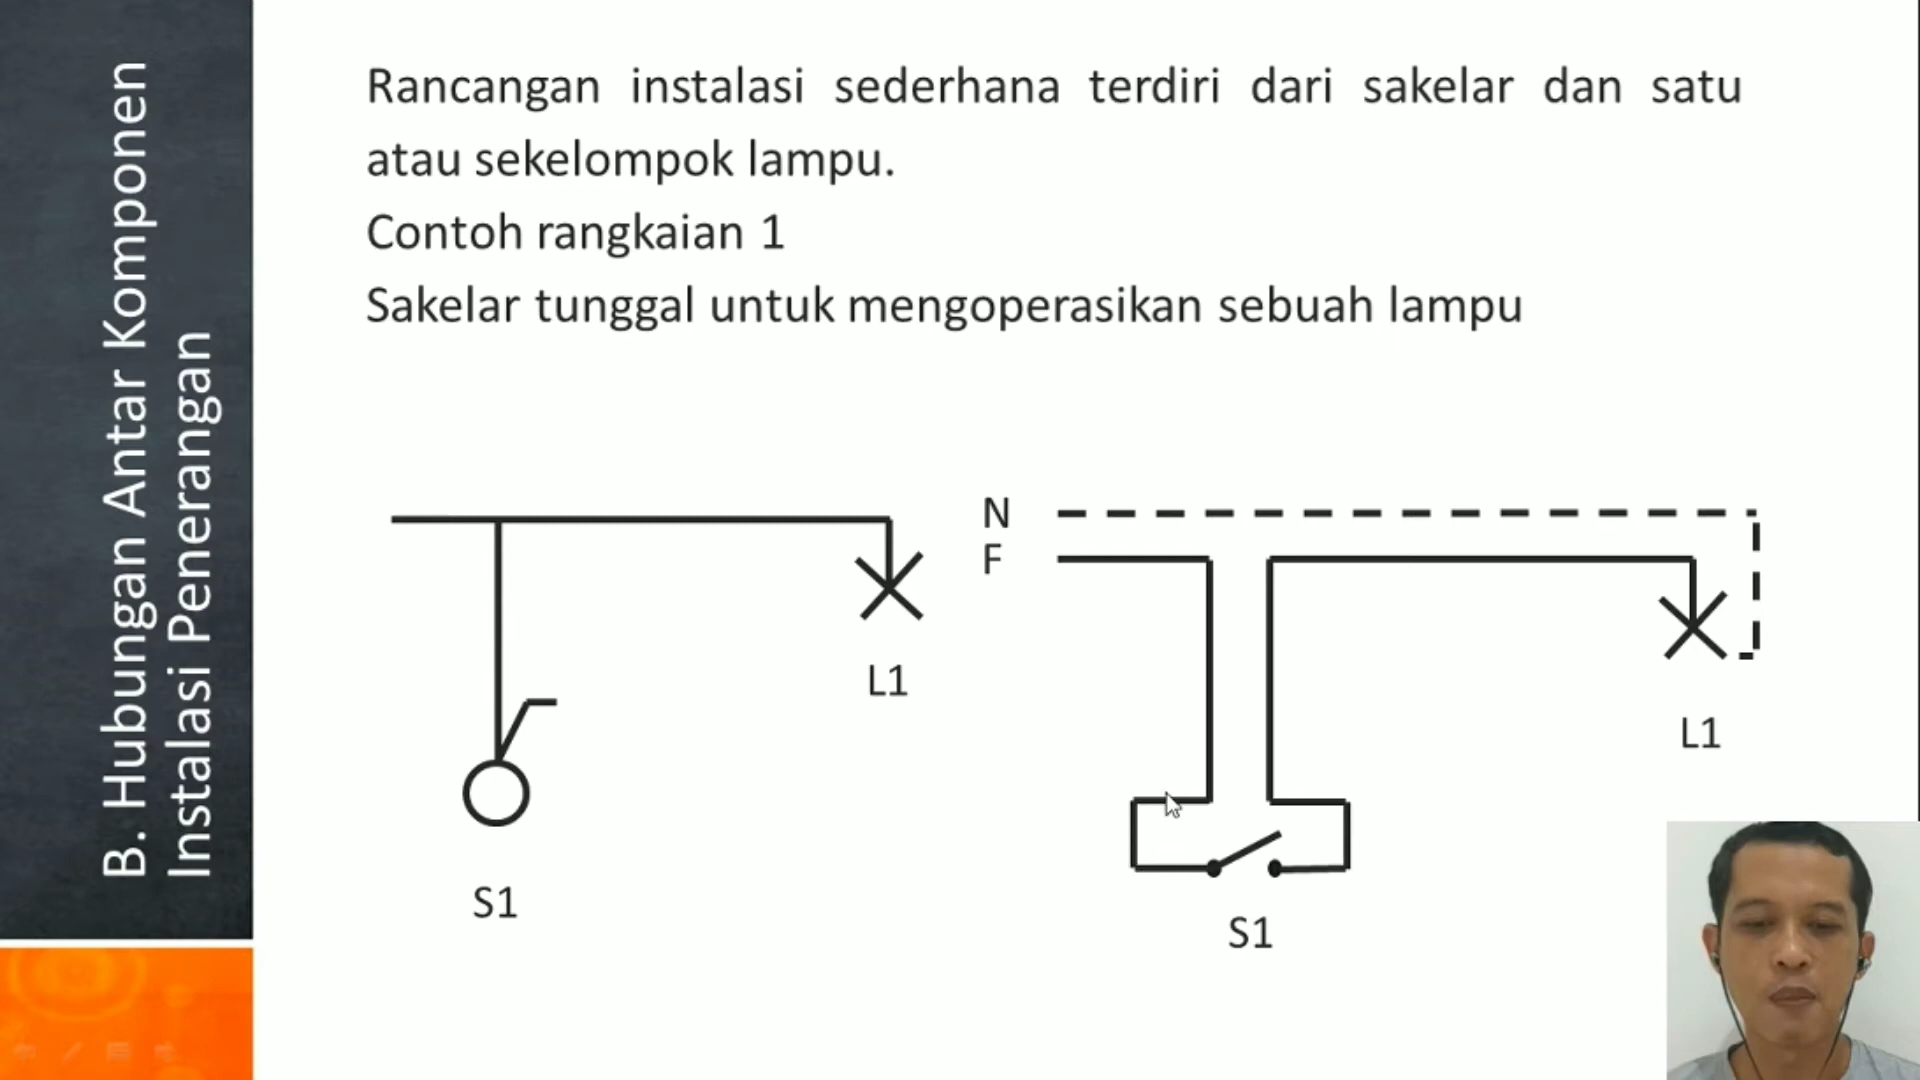 B. Hubungan Antar Komponen
Instalasi Penerangan
Rancangan instalasi sederhana terdiri dari sakelar dan satu
atau sekelompok lampu.
Contoh rangkaian 1
Sakelar tunggal untuk mengoperasikan sebuah lampu
L1
S1
N
F
L1
S1